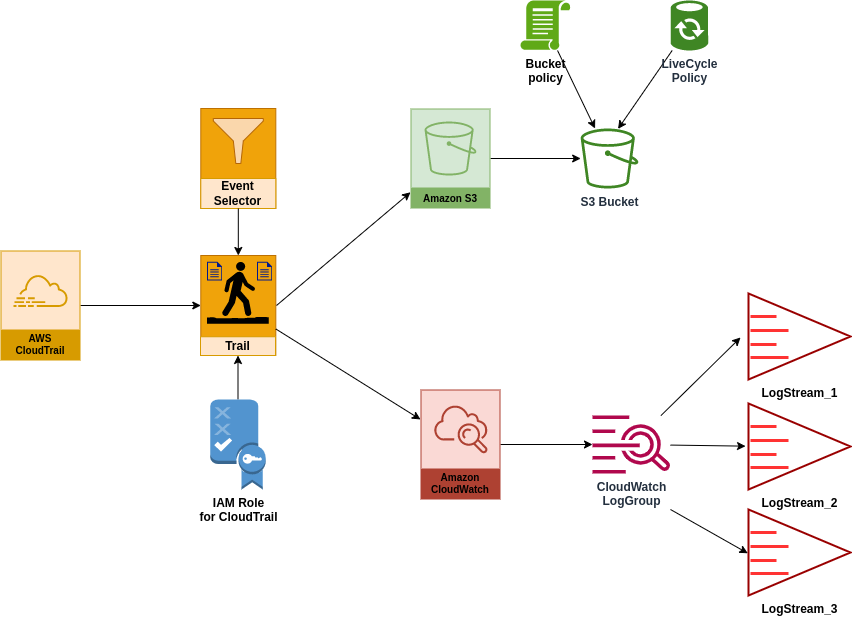 Bucket
policy
LiveCycle
Policy
Event
Selector
Amazon S3
S3 Bucket
AWS
CloudTrail
Trail
LogStream_1
IAM Role
for CloudTrail
Amazon
CloudWatch
CloudWatch
LogGroup
LogStream_2
LogStream_3